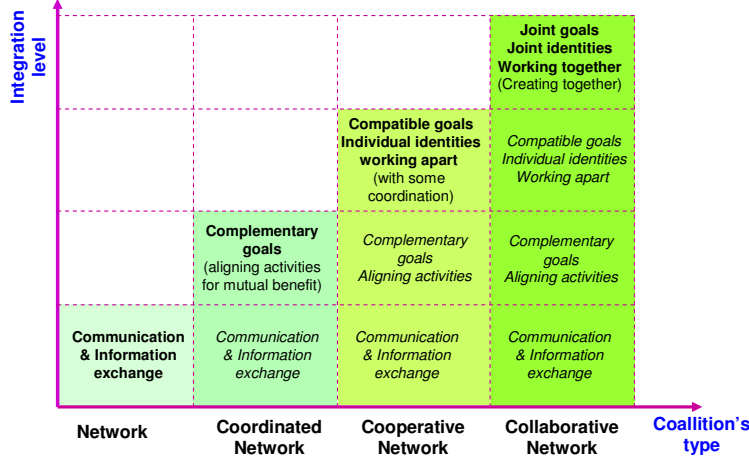 Integration
level
Joint goals
Joint identities
Working together
(Creating together)
Compatible goals
Individual identities
working apart
(with some
coordination)
Compatible goals
Individual identities
Working apart
Complementary
goals
(aligning activities
for mutual benefit)
Complementary
goals
Aligning activities
Complementary
goals
Aligning activities
Communication
& Information
exchange
Communication
& Information
exchange
Communication
& Information
exchange
Communication
& Information
exchange
Network
Coordinated
Network
Cooperative
Network
Collaborative
Network
Coallition's
type